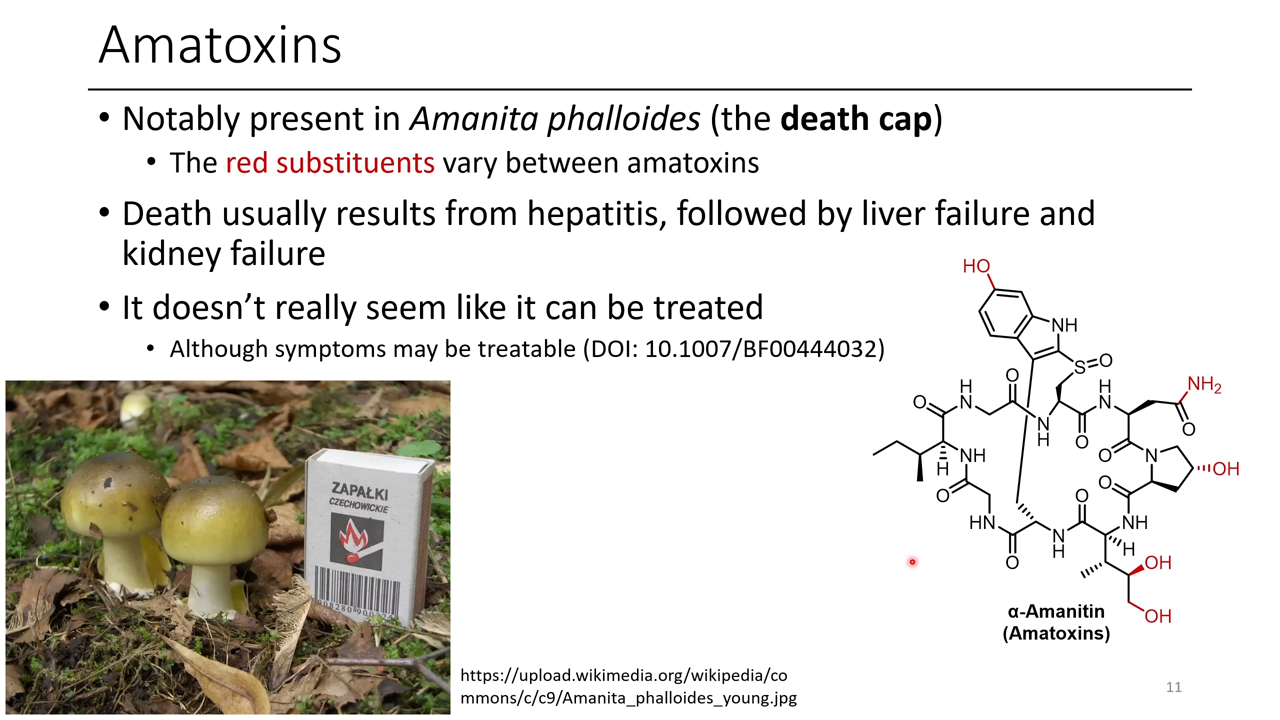 Amatoxins
• Notably present in Amanita phalloides (the death cap)
• The red substituents vary between amatoxins
• Death usually results from hepatitis, followed by liver failure and
kidney failure
• It doesn’t really seem like it can be treated
• Although symptoms may be treatable (DOI: 10.1007/BF00444032)
ZAPAŁKI
CZECHOWICKIE
HO
NH
S
O
O
H
N
O
H
N
NH2
O
N
H
O
O
O
N
OH
H
NH
O
O
O
HN
O
N
H
NH
H
OH
OH
α-Amanitin
(Amatoxins)
https://upload.wikimedia.org/wikipedia/co
mmons/c/c9/Amanita_phalloides_young.jpg
11